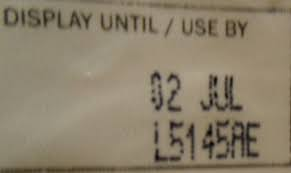 DISPLAY UNTIL / USE BY
02 JUL
L5145AE